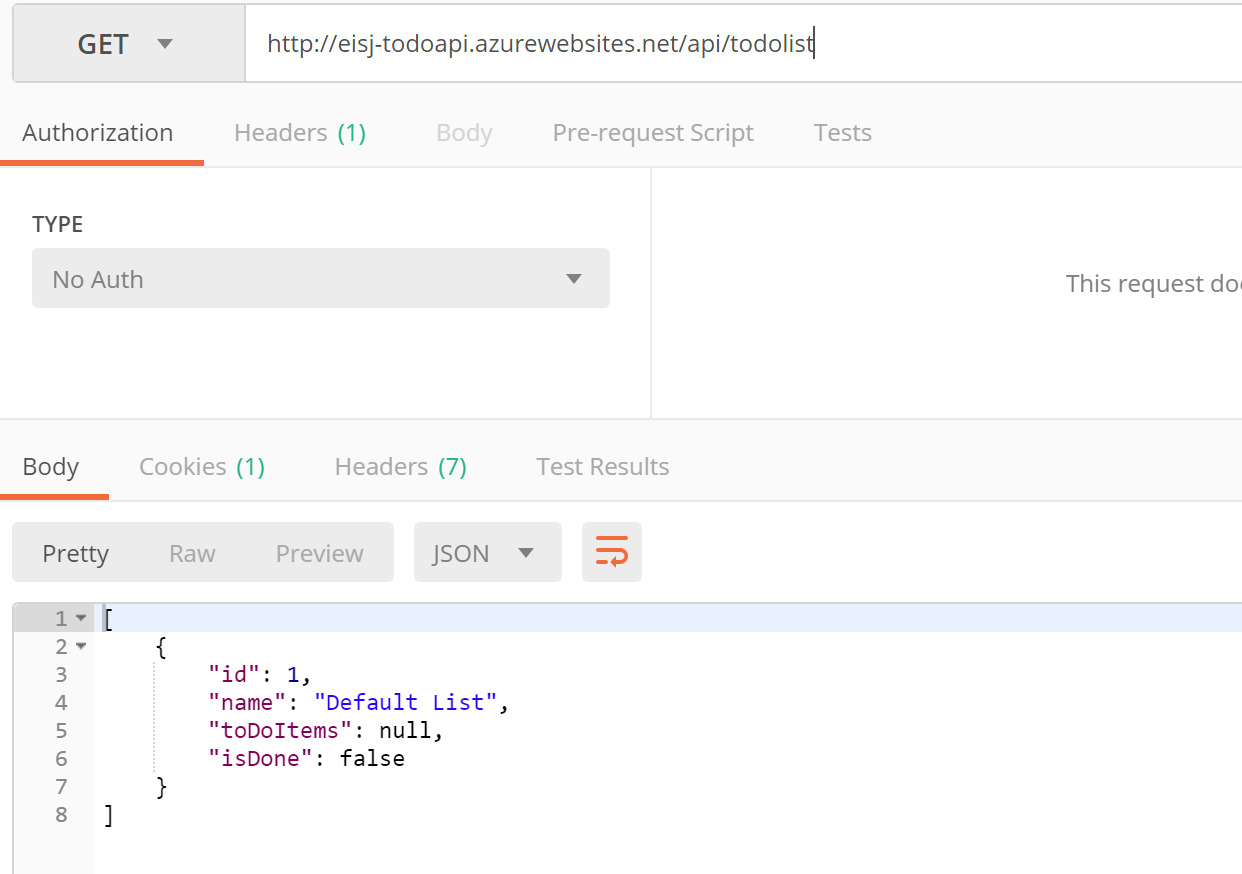 GET http://eisj-todoapi.azurewebsites.net/api/todolist
Authorization Headers (1) Body Pre-request Script Tests
TYPE
No Auth
This request
Body Cookies (1) Headers (7) Test Results
Pretty Raw Preview JSON
1 [
2 {
3 "id": 1,
4 "name": "Default List",
5 "toDoItems": null,
6 "isDone": false
7 }
8 ]